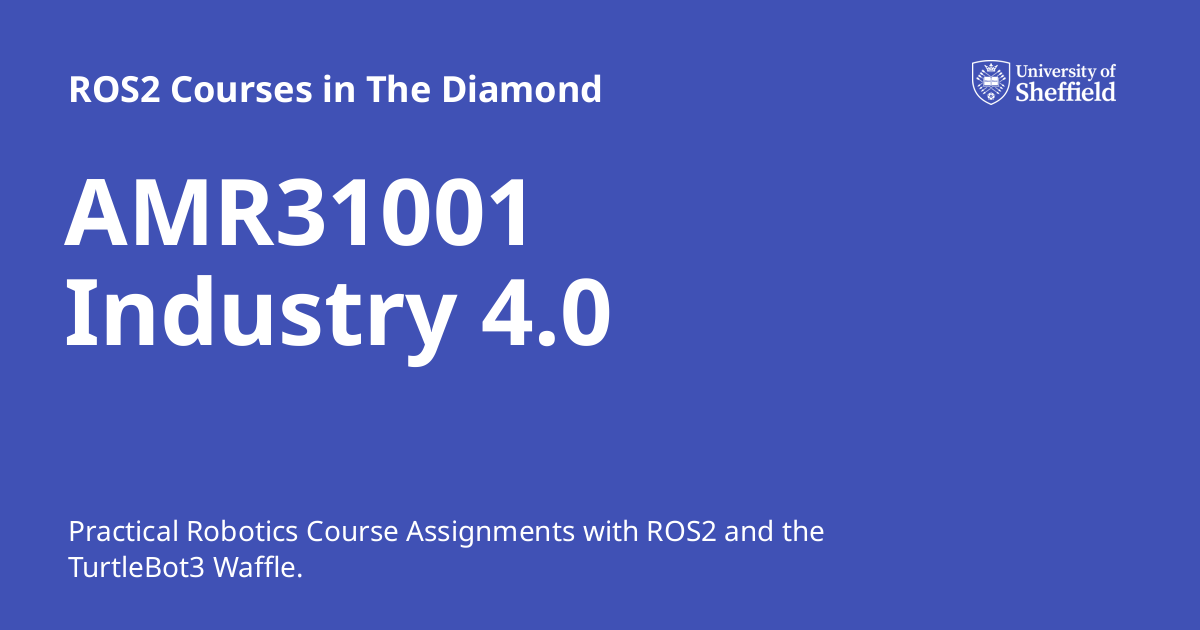 ROS2 Courses in The Diamond
University of
Sheffield
AMR31001
Industry 4.0
Practical Robotics Course Assignments with ROS2 and the
TurtleBot3 Waffle.